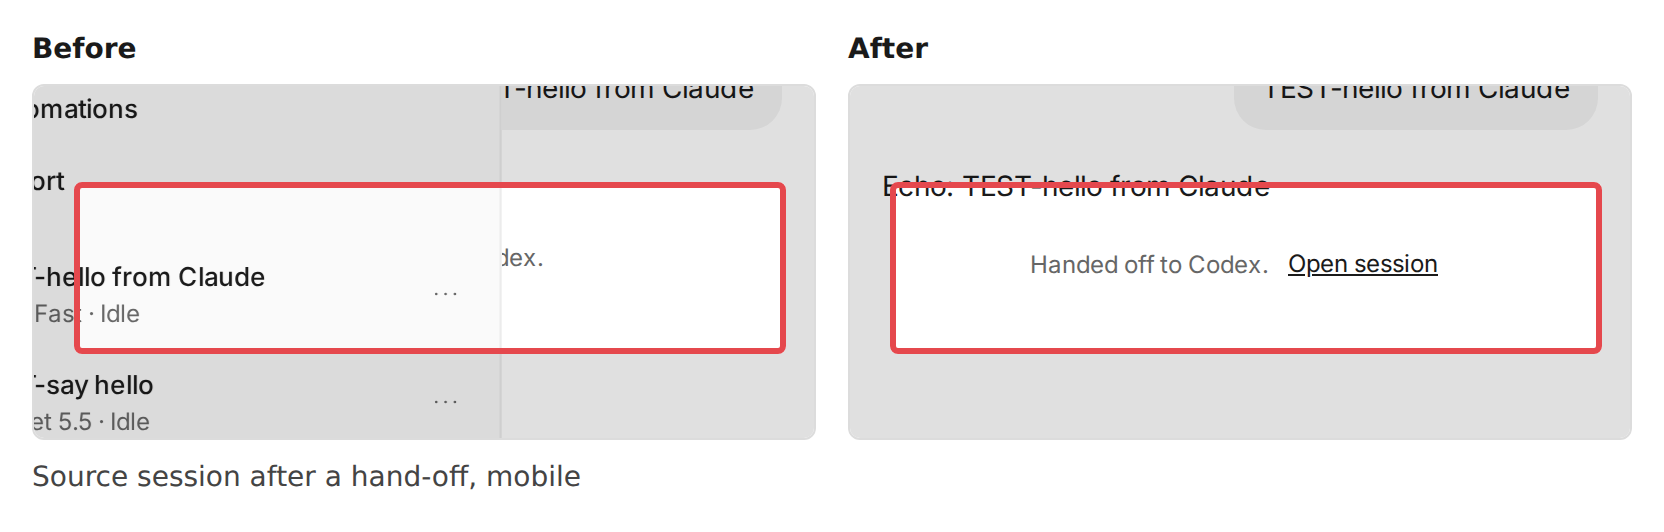 Before
omations
T-hello from Claude
ort
dex.
-hello from Claude
...
Fast · Idle
-say hello
...
et 5.5 · Idle
After
TEST-hello from Claude
Echo: TEST-hello from Claude
Handed off to Codex. Open session
Source session after a hand-off, mobile